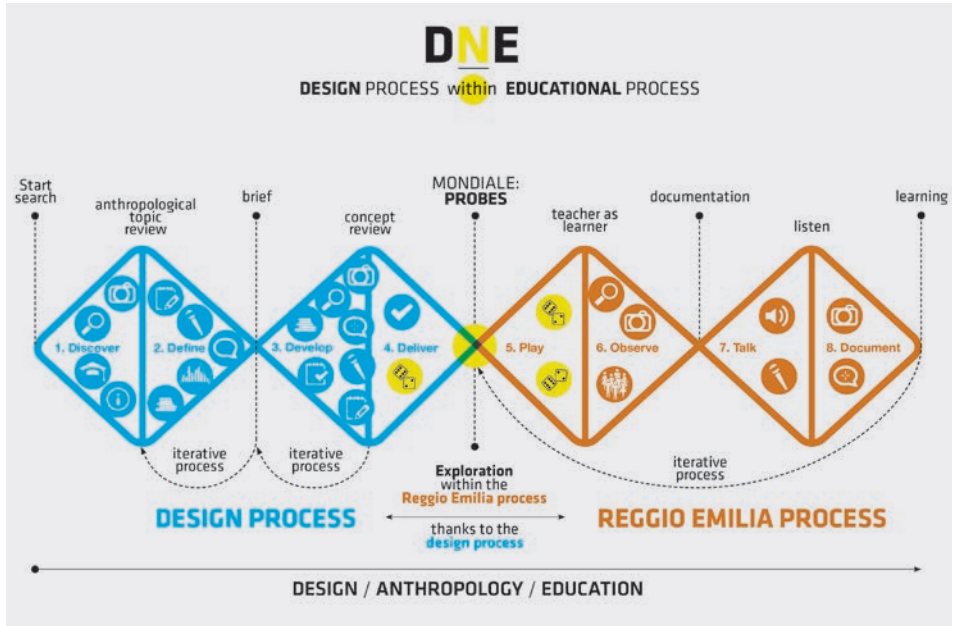 DNE
DESIGN PROCESS within EDUCATIONAL PROCESS
Start
search
anthropological
topic
review
brief
concept
review
MONDIALE:
PROBES
teacher as
learner
documentation
listen
learning
1. Discover
2. Define
3. Develop
4. Deliver
5. Play
6. Observe
7. Talk
8. Document
iterative
process
iterative
process
iterative
process
Exploration
within the
Reggio Emilia process
thanks to the
design process
DESIGN PROCESS
REGGIO EMILIA PROCESS
DESIGN / ANTHROPOLOGY / EDUCATION